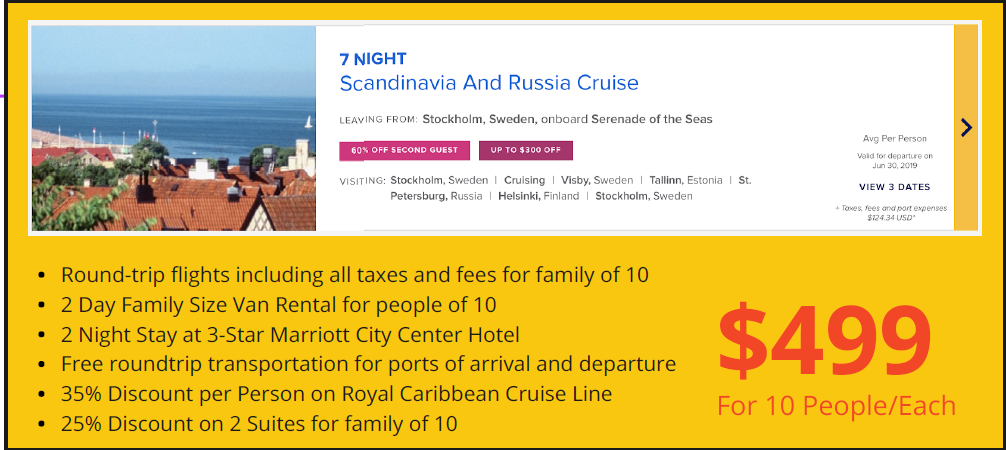 7 NIGHT
Scandinavia And Russia Cruise
LEAVING FROM: Stockholm, Sweden, onboard Serenade of the Seas
60% OFF SECOND GUEST UP TO $300 OFF
VISITING: Stockholm, Sweden | Cruising | Visby, Sweden | Tallinn, Estonia | St.
Petersburg, Russia | Helsinki, Finland | Stockholm, Sweden
Avg Per Person
Valid for departure on
Jun 30, 2019
VIEW 3 DATES
+ Taxes, fees and port expenses
$124.34 USD*
• Round-trip flights including all taxes and fees for family of 10
• 2 Day Family Size Van Rental for people of 10
• 2 Night Stay at 3-Star Marriott City Center Hotel
• Free roundtrip transportation for ports of arrival and departure
• 35% Discount per Person on Royal Caribbean Cruise Line
• 25% Discount on 2 Suites for family of 10
$499
For 10 People/Each